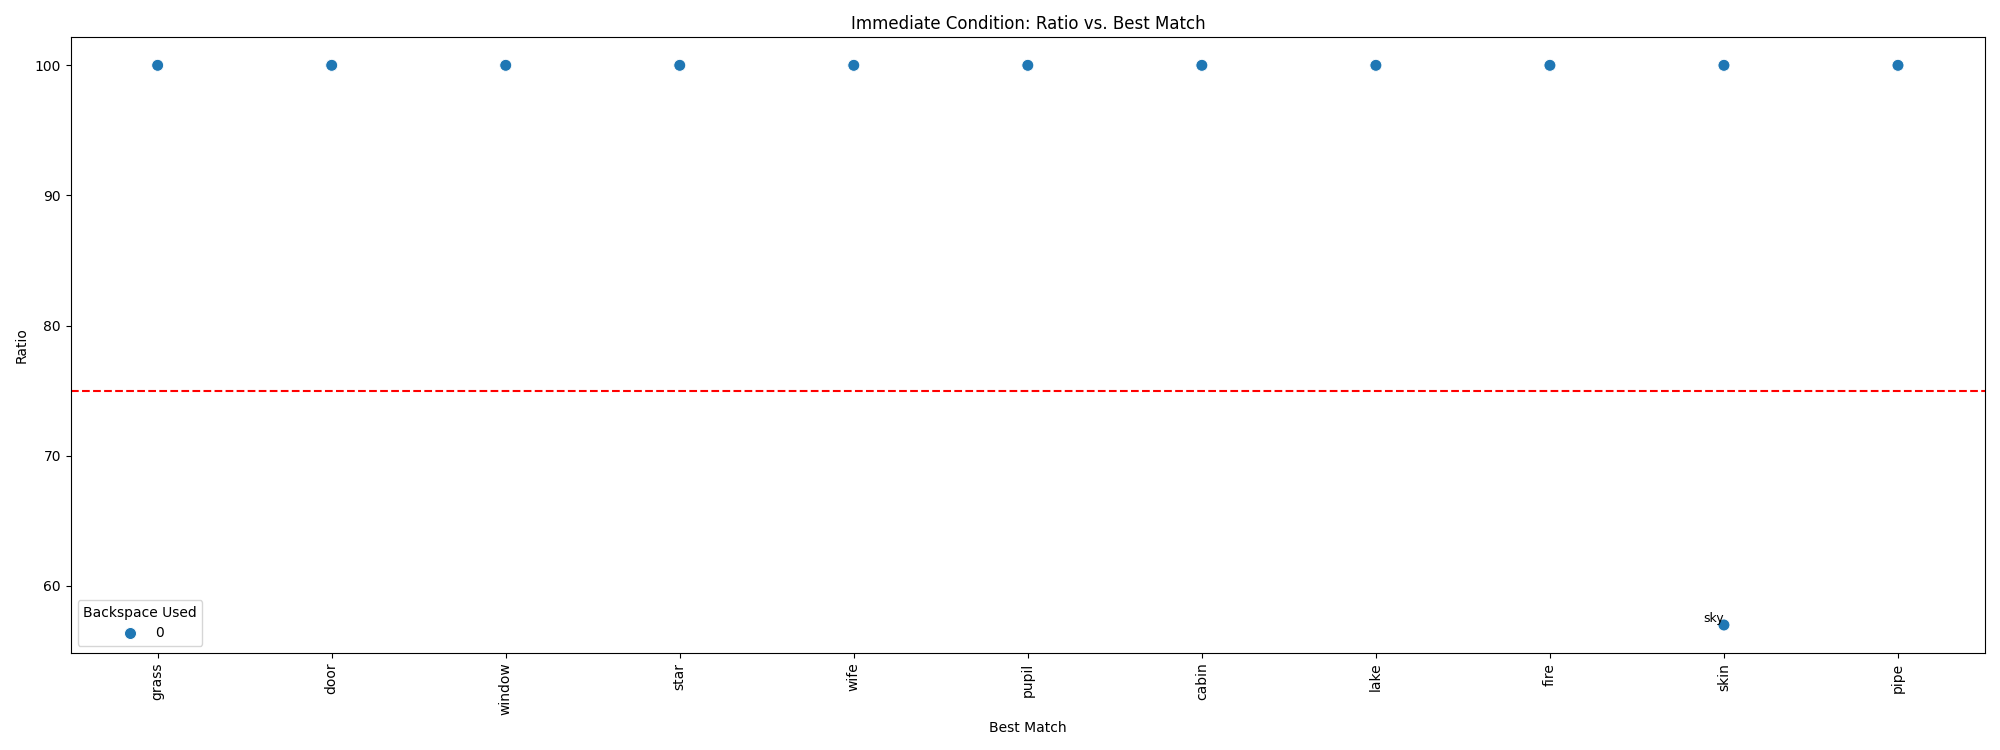 Immediate Condition: Ratio vs. Best Match
100
90
80
70
60
Ratio
sky
Backspace Used
0
grass
door
window
star
wife
pupil
cabin
lake
fire
skin
pipe
Best Match